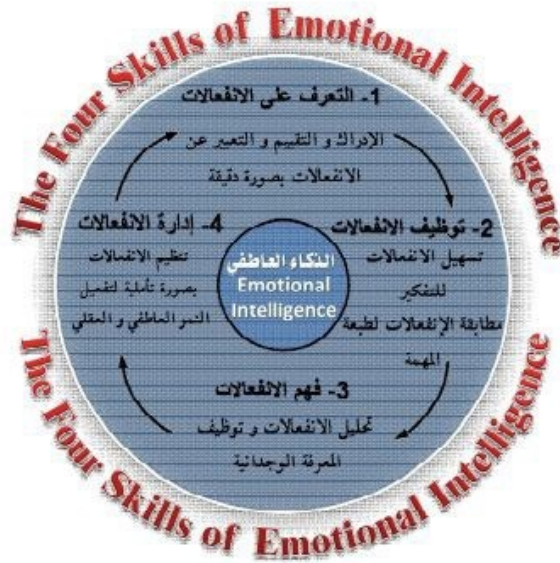 The Four Skills of Emotional Intelligence
1- التعرف على الانفعالات
الإدراك و التقييم و التعبير عن
الانفعالات بصورة دقيقة
2- توظيف الانفعالات
تسهيل الانفعالات
للتفكير
مطابقة الإنفعالات لطبعة
المهمة
3- فهم الانفعالات
تحليل الانفعالات و توظيف
المعرفة الوجدانية
4- إدارة الانفعالات
تنظيم الانفعالات
بصورة تأملية لتفعيل
النمو العاطفي و العقلي
الذكاء العاطفي
Emotional
Intelligence
The Four Skills of Emotional Intelligence